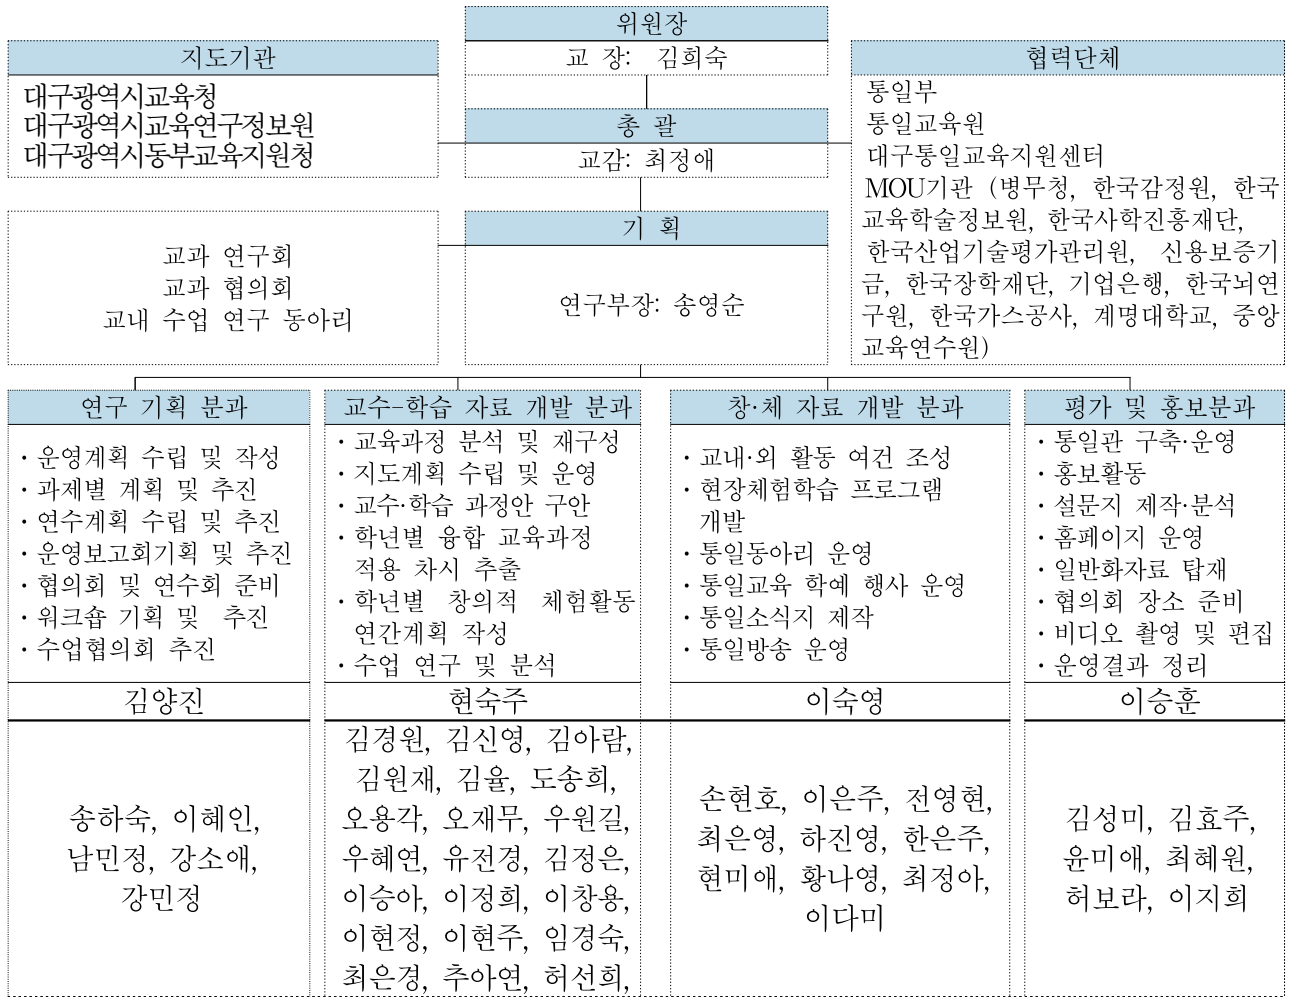 위원장
교 장: 김희숙
지도기관
대구광역시교육청
대구광역시교육연구정보원
대구광역시동부교육지원청
총 괄
교감: 최정애
협력단체
통일부
통일교육원
대구통일교육지원센터
MOU기관 (병무청, 한국감정원, 한국
교육학술정보원, 한국사학진흥재단,
한국산업기술평가관리원, 신용보증기
금, 한국장학재단, 기업은행, 한국뇌연
구원, 한국가스공사, 계명대학교, 중앙
교육연수원)
교과 연구회
교과 협의회
교내 수업 연구 동아리
기 획
연구부장: 송영순
연구 기획 분과
· 운영계획 수립 및 작성
· 과제별 계획 및 추진
· 연수계획 수립 및 추진
· 운영보고회기획 및 추진
· 협의회 및 연수회 준비
· 워크숍 기획 및 추진
· 수업협의회 추진
김양진
송하숙, 이혜인,
남민정, 강소애,
강민정
교수-학습 자료 개발 분과
· 교육과정 분석 및 재구성
· 지도계획 수립 및 운영
· 교수·학습 과정안 구안
· 학년별 융합 교육과정
적용 차시 추출
· 학년별 창의적 체험활동
연간계획 작성
· 수업 연구 및 분석
현숙주
김경원, 김신영, 김아람,
김원재, 김율, 도송희,
오용각, 오재무, 우원길,
우혜연, 유전경, 김정은,
이승아, 이정희, 이창용,
이현정, 이현주, 임경숙,
최은경, 추아연, 허선희,
창·체 자료 개발 분과
· 교내·외 활동 여건 조성
· 현장체험학습 프로그램
개발
· 통일동아리 운영
· 통일교육 학예 행사 운영
· 통일소식지 제작
· 통일방송 운영
이숙영
손현호, 이은주, 전영현,
최은영, 하진영, 한은주,
현미애, 황나영, 최정아,
이다미
평가 및 홍보분과
· 통일관 구축·운영
· 홍보활동
· 설문지 제작·분석
· 홈페이지 운영
· 일반화자료 탑재
· 협의회 장소 준비
· 비디오 촬영 및 편집
· 운영결과 정리
이승훈
김성미, 김효주,
윤미애, 최혜원,
허보라, 이지희